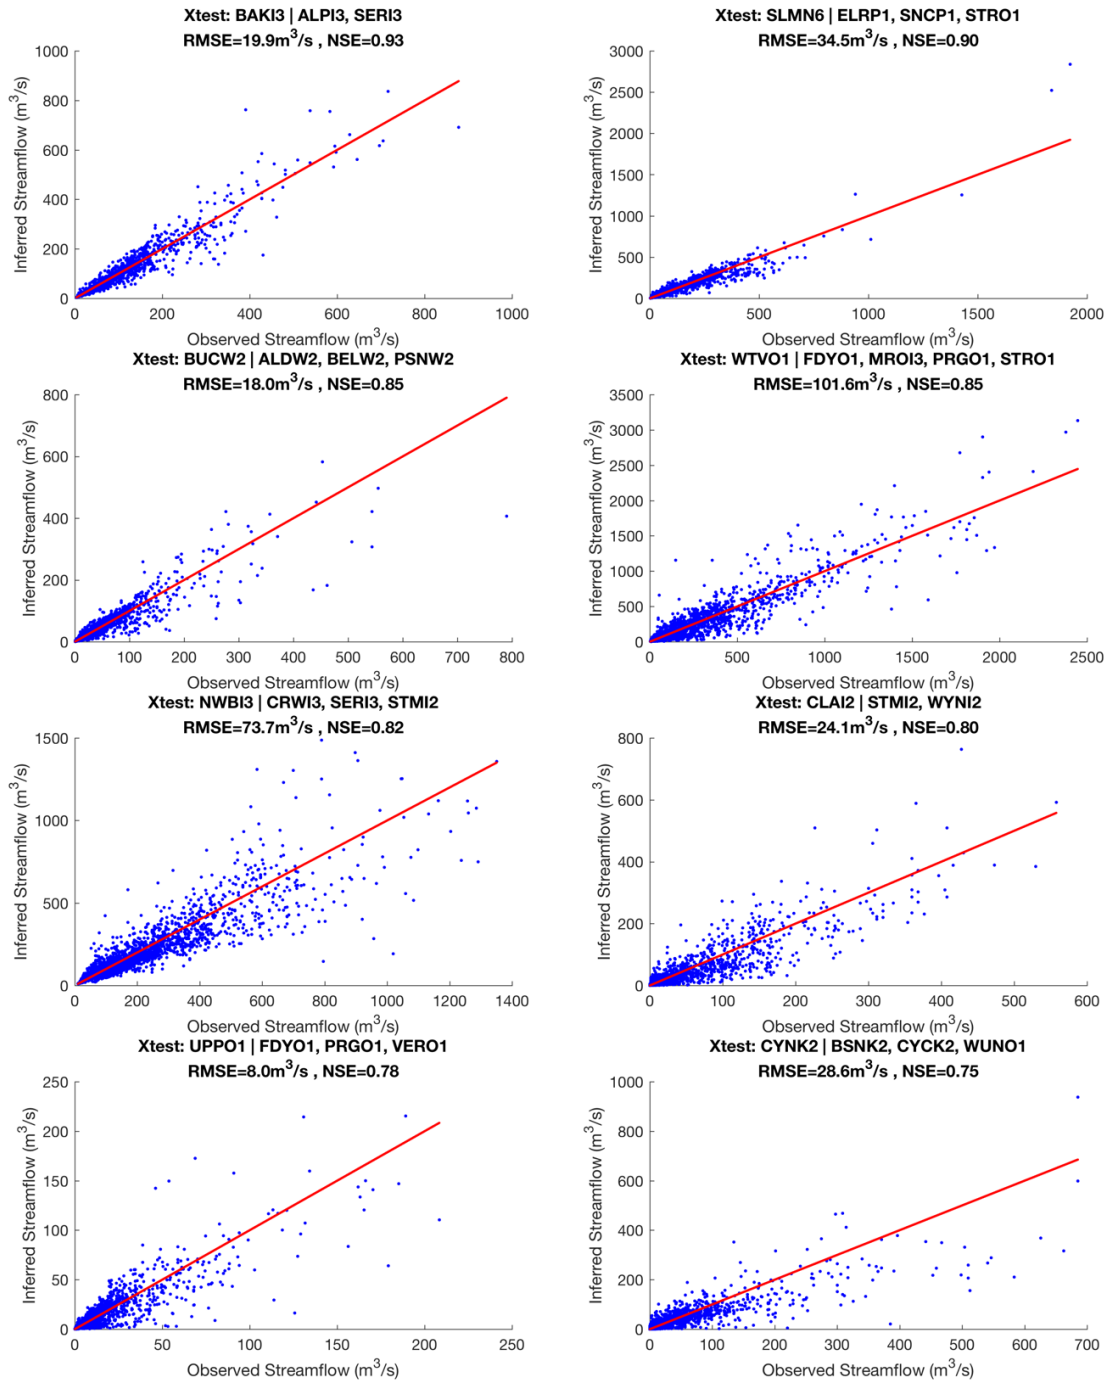 Xtest: BAKI3 | ALPI3, SERI3
RMSE=19.9m³/s , NSE=0.93
1000
800
600
400
200
0
Inferred Streamflow (m³/s)
0 200 400 600 800 1000
Observed Streamflow (m³/s)
Xtest: SLMN6 | ELRP1, SNCP1, STRO1
RMSE=34.5m³/s , NSE=0.90
3000
2500
2000
1500
1000
500
0
Inferred Streamflow (m³/s)
0 500 1000 1500 2000
Observed Streamflow (m³/s)
Xtest: BUCW2 | ALDW2, BELW2, PSNW2
RMSE=18.0m³/s , NSE=0.85
800
600
400
200
0
Inferred Streamflow (m³/s)
0 100 200 300 400 500 600 700 800
Observed Streamflow (m³/s)
Xtest: WTVO1 | FDYO1, MROI3, PRGO1, STRO1
RMSE=101.6m³/s , NSE=0.85
3500
3000
2500
2000
1500
1000
500
0
Inferred Streamflow (m³/s)
0 500 1000 1500 2000 2500
Observed Streamflow (m³/s)
Xtest: NWBI3 | CRWI3, SERI3, STMI2
RMSE=73.7m³/s , NSE=0.82
1500
1000
500
0
Inferred Streamflow (m³/s)
0 200 400 600 800 1000 1200 1400
Observed Streamflow (m³/s)
Xtest: CLAI2 | STMI2, WYNI2
RMSE=24.1m³/s , NSE=0.80
800
600
400
200
0
Inferred Streamflow (m³/s)
0 100 200 300 400 500 600
Observed Streamflow (m³/s)
Xtest: UPPO1 | FDYO1, PRGO1, VERO1
RMSE=8.0m³/s , NSE=0.78
250
200
150
100
50
0
Inferred Streamflow (m³/s)
0 50 100 150 200 250
Observed Streamflow (m³/s)
Xtest: CYNK2 | BSNK2, CYCK2, WUNO1
RMSE=28.6m³/s , NSE=0.75
1000
800
600
400
200
0
Inferred Streamflow (m³/s)
0 100 200 300 400 500 600 700
Observed Streamflow (m³/s)